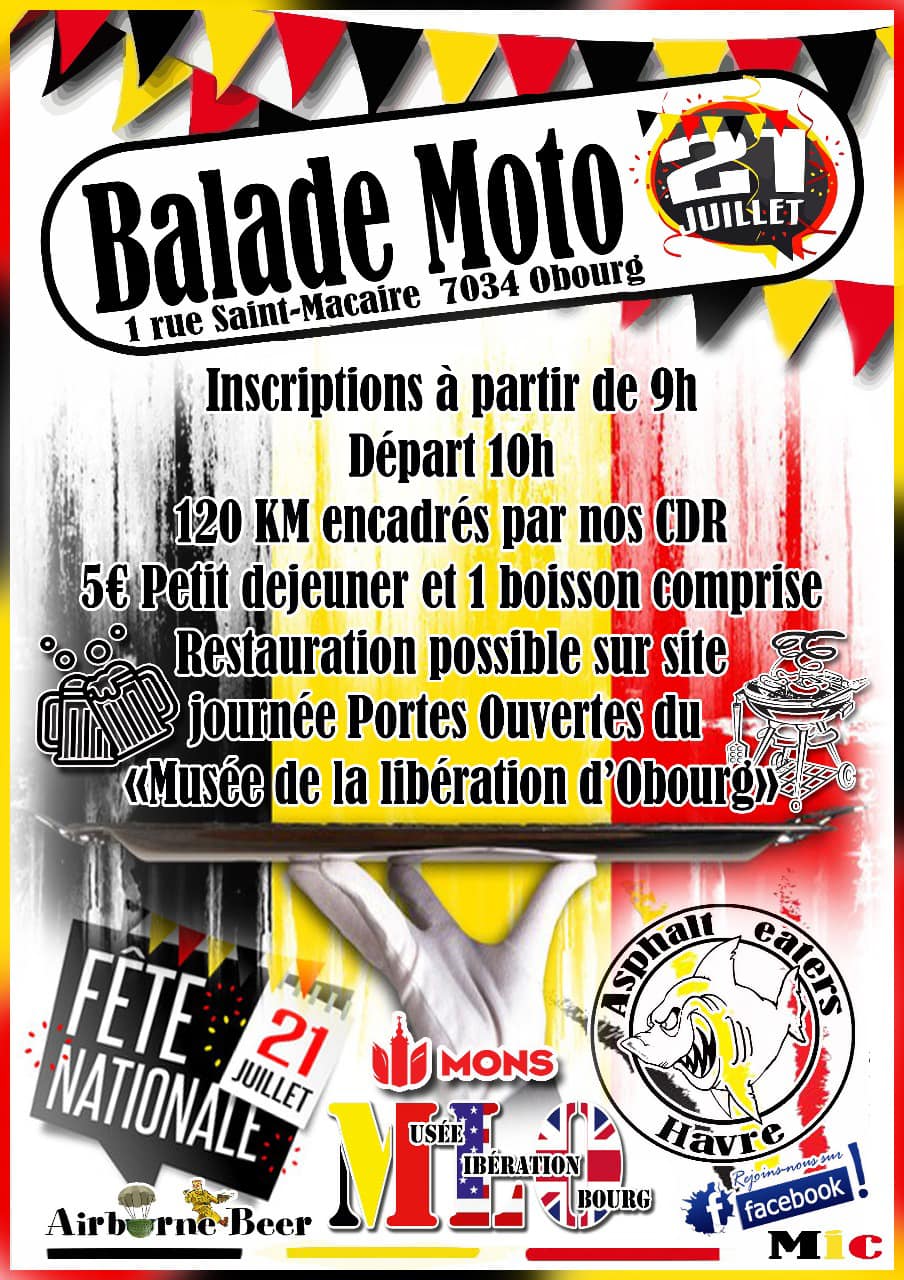 Balade Moto
21
JUILLET
1 rue Saint-Macaire 7034 Obourg
Inscriptions à partir de 9h
Départ 10h
120 KM encadrés par nos CDR
5€ Petit dejeuner et 1 boisson comprise
Restauration possible sur site
journée Portes Ouvertes du
«Musée de la libération d'Obourg»
FÊTE
NATIONALE
21
JUILLET
Asphalt eaters
Hâvre
MONS
MUSÉE
LIBÉRATION
OBOURG
Airborne Beer
Rejoins-nous sur
facebook !
Mic